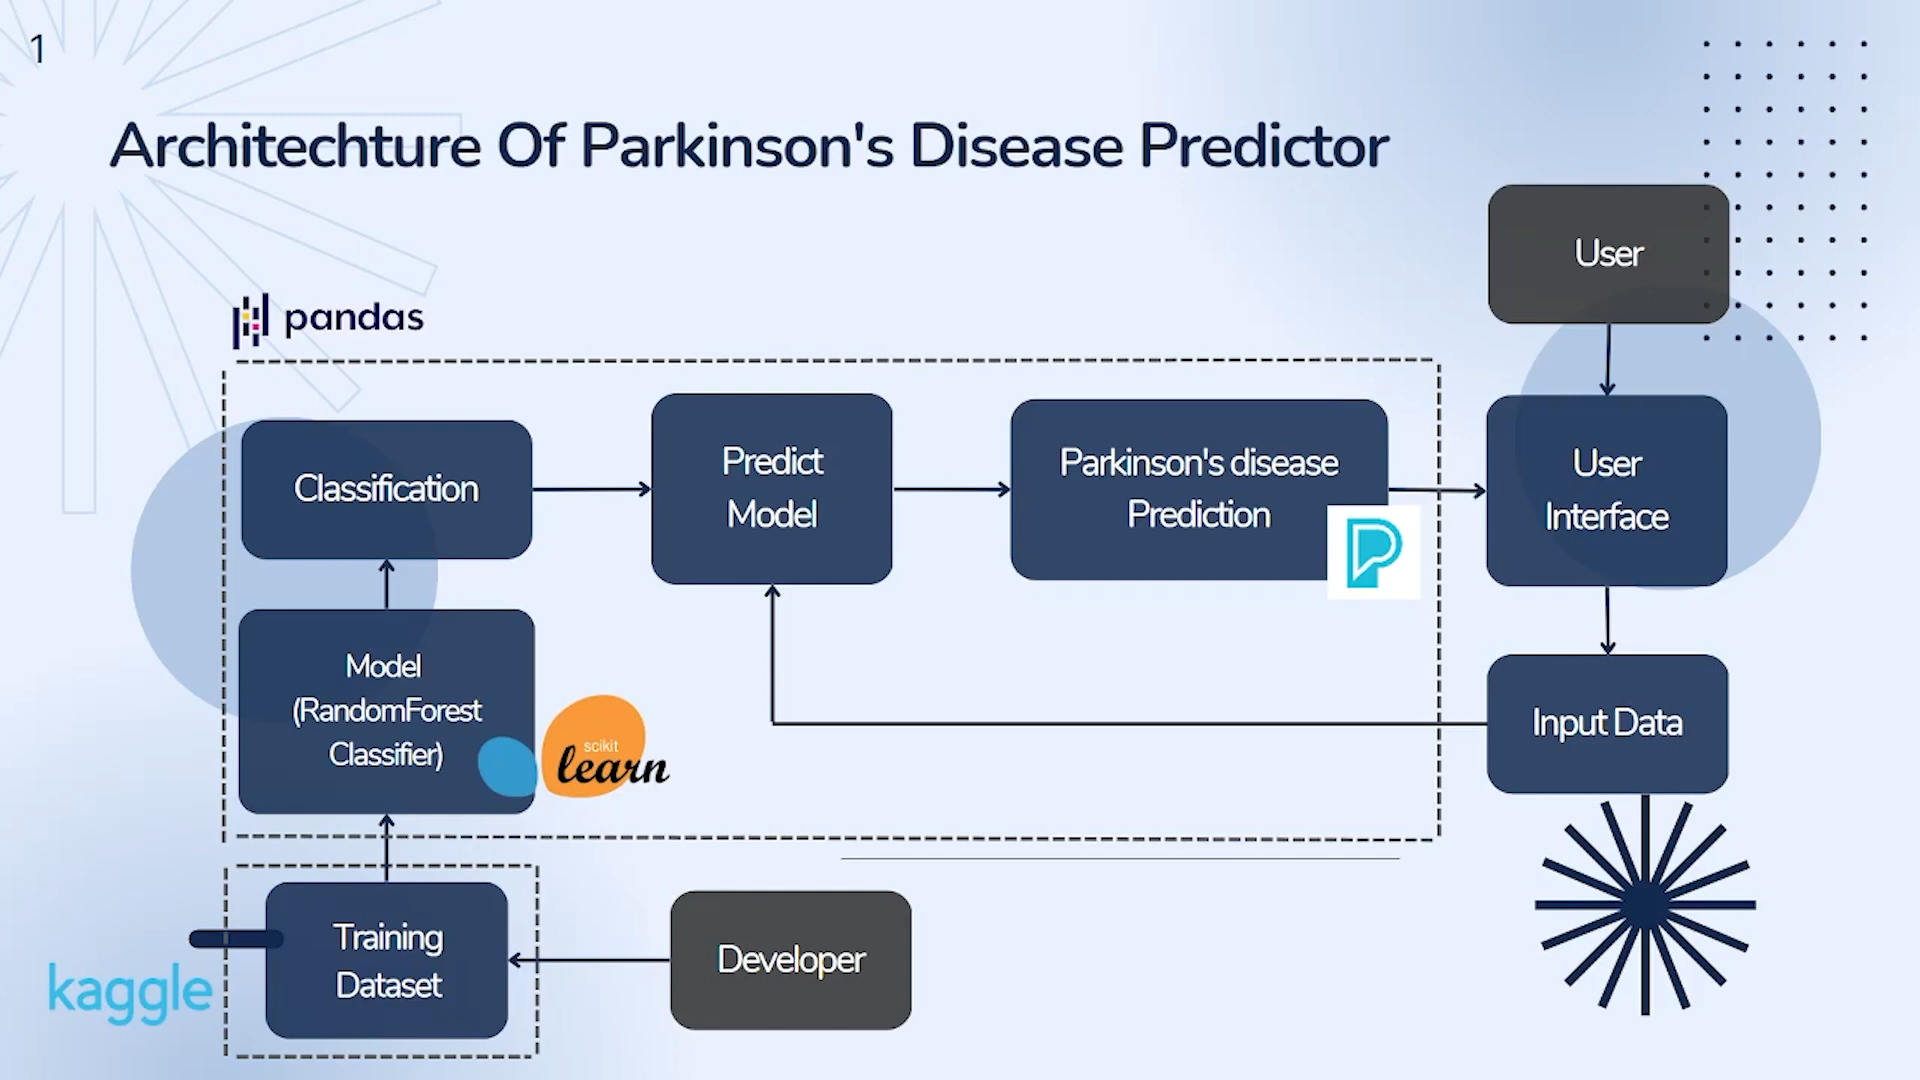 1
Architechture Of Parkinson's Disease Predictor
User
pandas
Classification
Predict
Model
Parkinson's disease
Prediction
User
Interface
Model
(RandomForest
Classifier)
scikit
learn
Input Data
Training
Dataset
Developer
kaggle